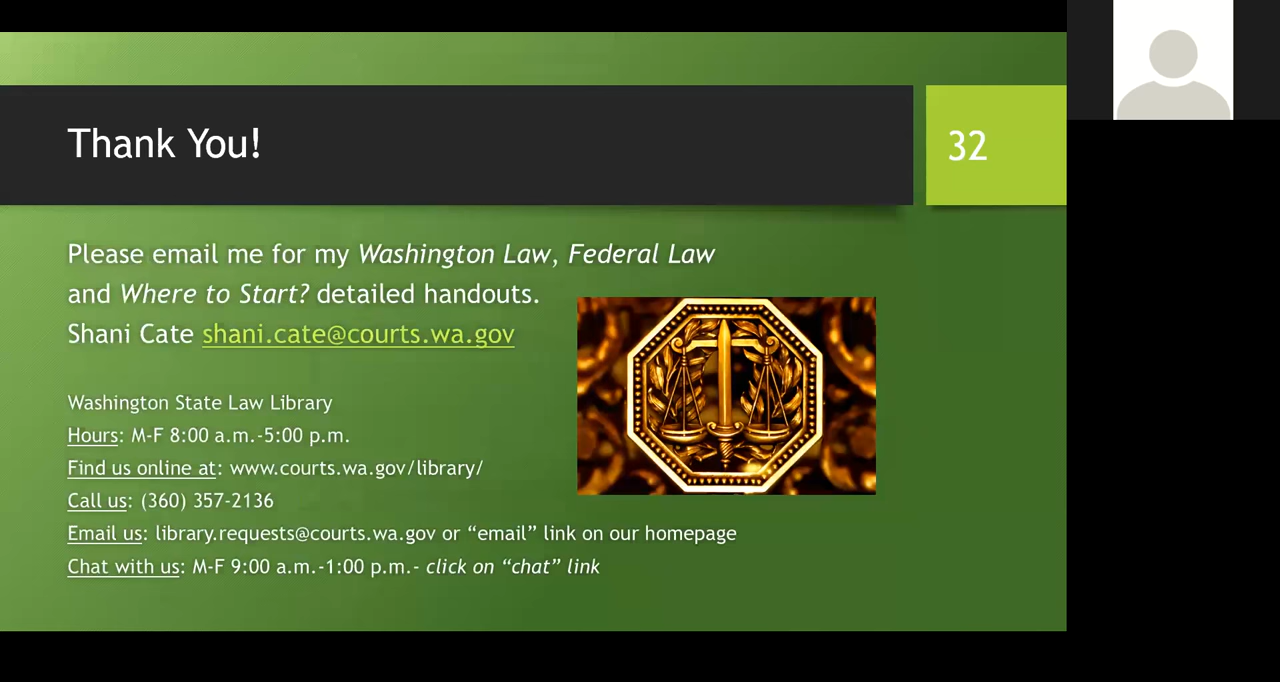 Thank You!
32
Please email me for my Washington Law, Federal Law
and Where to Start? detailed handouts.
Shani Cate shani.cate@courts.wa.gov
Washington State Law Library
Hours: M-F 8:00 a.m.-5:00 p.m.
Find us online at: www.courts.wa.gov/library/
Call us: (360) 357-2136
Email us: library.requests@courts.wa.gov or “email” link on our homepage
Chat with us: M-F 9:00 a.m.-1:00 p.m.- click on “chat” link